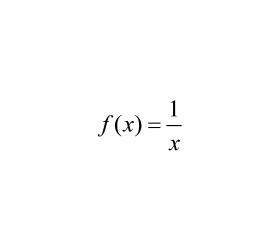 f(x) = 1/x